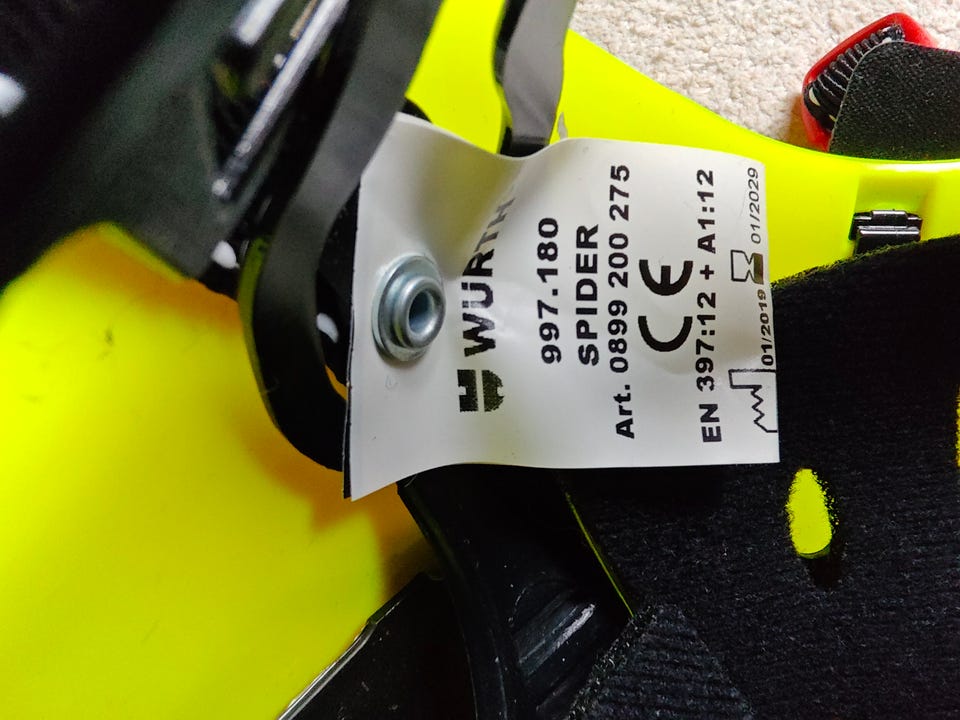 WÜRTH
997.180
SPIDER
Art. 0899 200 275
CE
EN 397:12 + A1:12
01/2019 01/2029